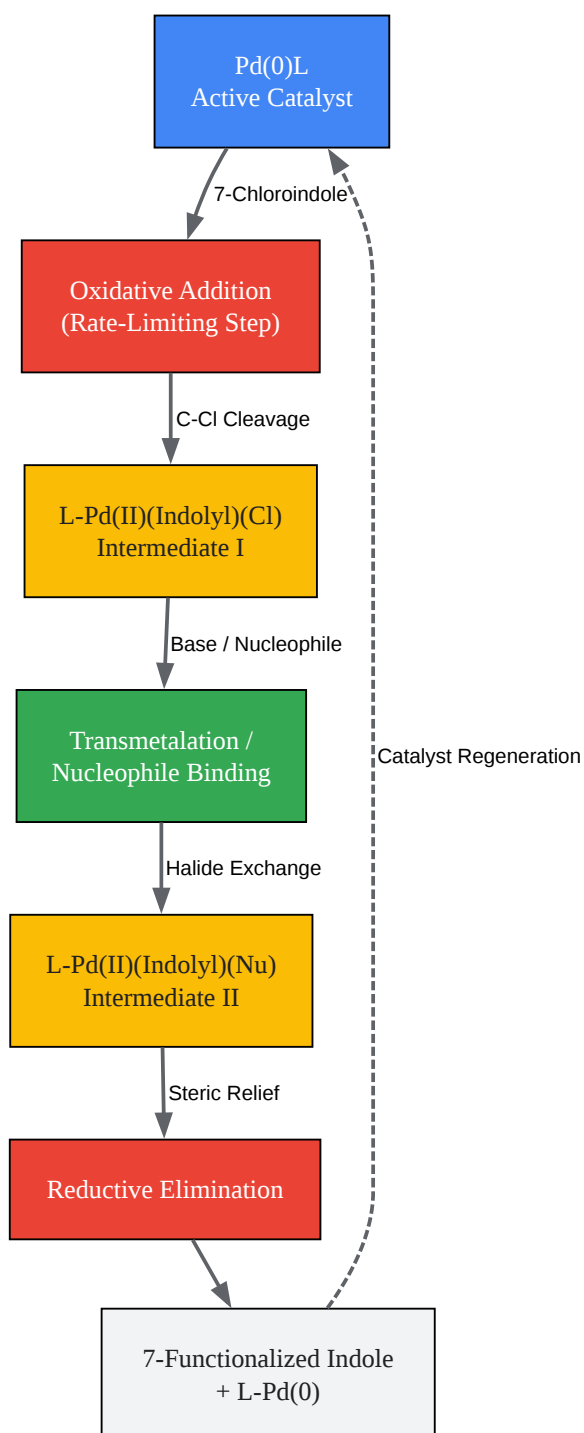 Pd(0)L
Active Catalyst
7-Chloroindole
Oxidative Addition
(Rate-Limiting Step)
C-Cl Cleavage
L-Pd(II)(Indolyl)(Cl)
Intermediate I
Base / Nucleophile
Transmetalation /
Nucleophile Binding
Catalyst Regeneration
Halide Exchange
L-Pd(II)(Indolyl)(Nu)
Intermediate II
Steric Relief
Reductive Elimination
7-Functionalized Indole
+ L-Pd(0)